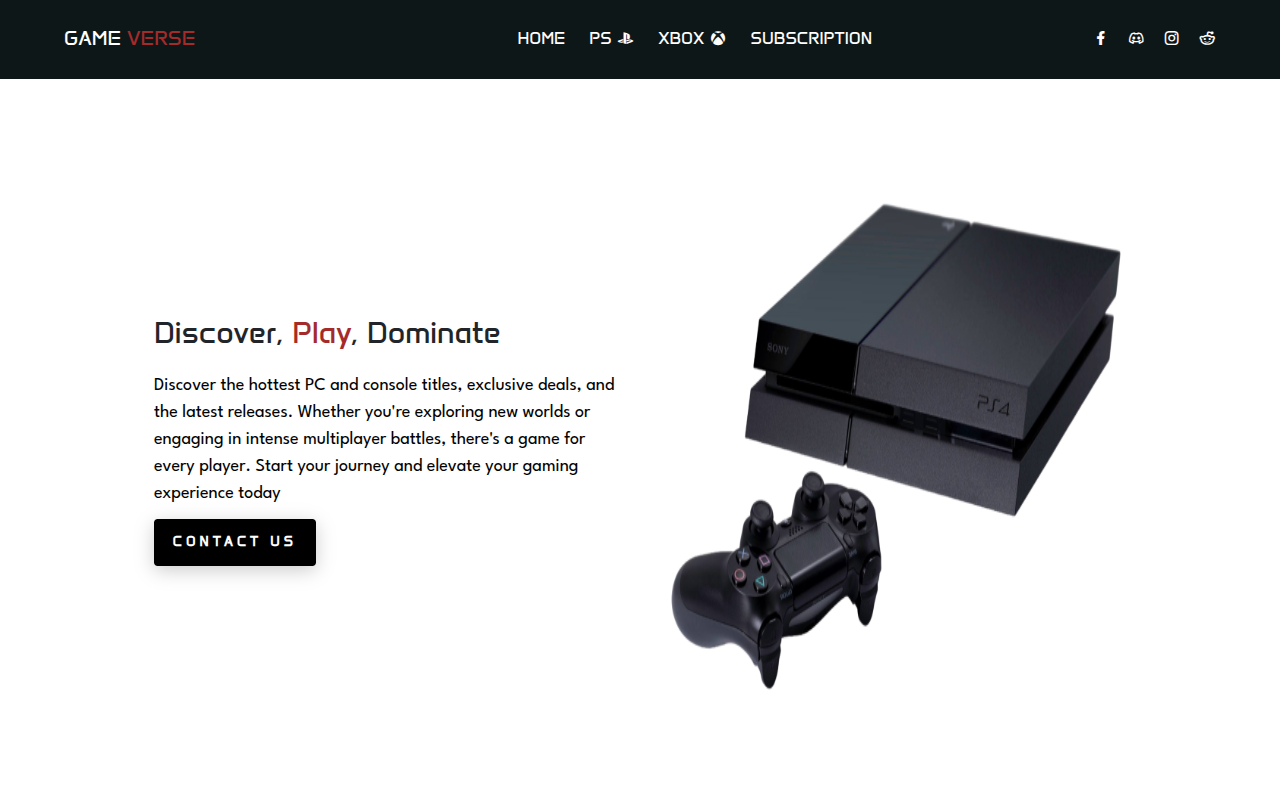 GAME VERSE
HOME PS XBOX SUBSCRIPTION
Discover, Play, Dominate
Discover the hottest PC and console titles, exclusive deals, and
the latest releases. Whether you're exploring new worlds or
engaging in intense multiplayer battles, there's a game for
every player. Start your journey and elevate your gaming
experience today
CONTACT US
SONY
PS4